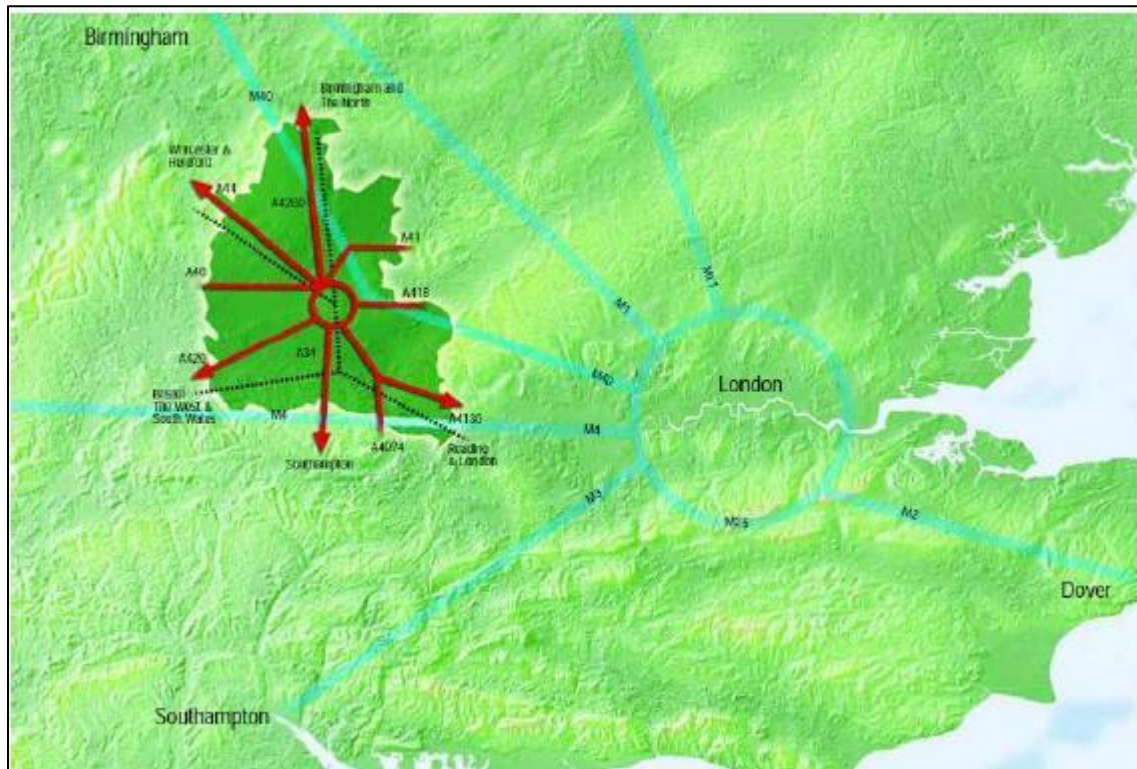 Birmingham
Birmingham and
The North
M40
Worcester &
Hereford
A44
A4260
A41
A40
A418
M1
M11
A420
A34
M40
London
Bristol
The West &
South Wales
M4
A4130
M4
A4074
Reading
& London
Southampton
M3
M25
M2
Dover
Southampton